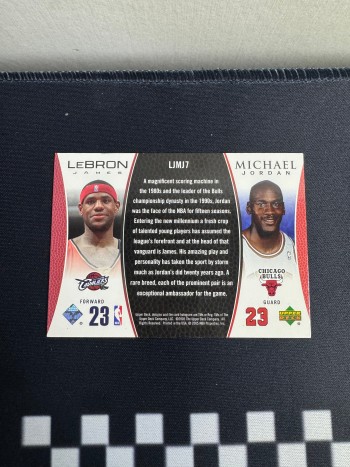 LEBRON
JAMES
LJMJ7
MICHAEL
JORDAN
A magnificent scoring machine in
the 1980s and the leader of the Bulls
championship dynasty in the 1990s, Jordan
was the face of the NBA for fifteen seasons.
Entering the new millennium a fresh crop
of talented young players has assumed the
league's forefront and at the head of that
vanguard is James. His amazing play and
personality has taken the sport by storm
much as Jordan's did twenty years ago. A
rare breed, each of the prominent pair is an
exceptional ambassador for the game.
CAVALIERS
FORWARD
23
NBA
CHICAGO
BULLS
GUARD
23
UPPER
DECK